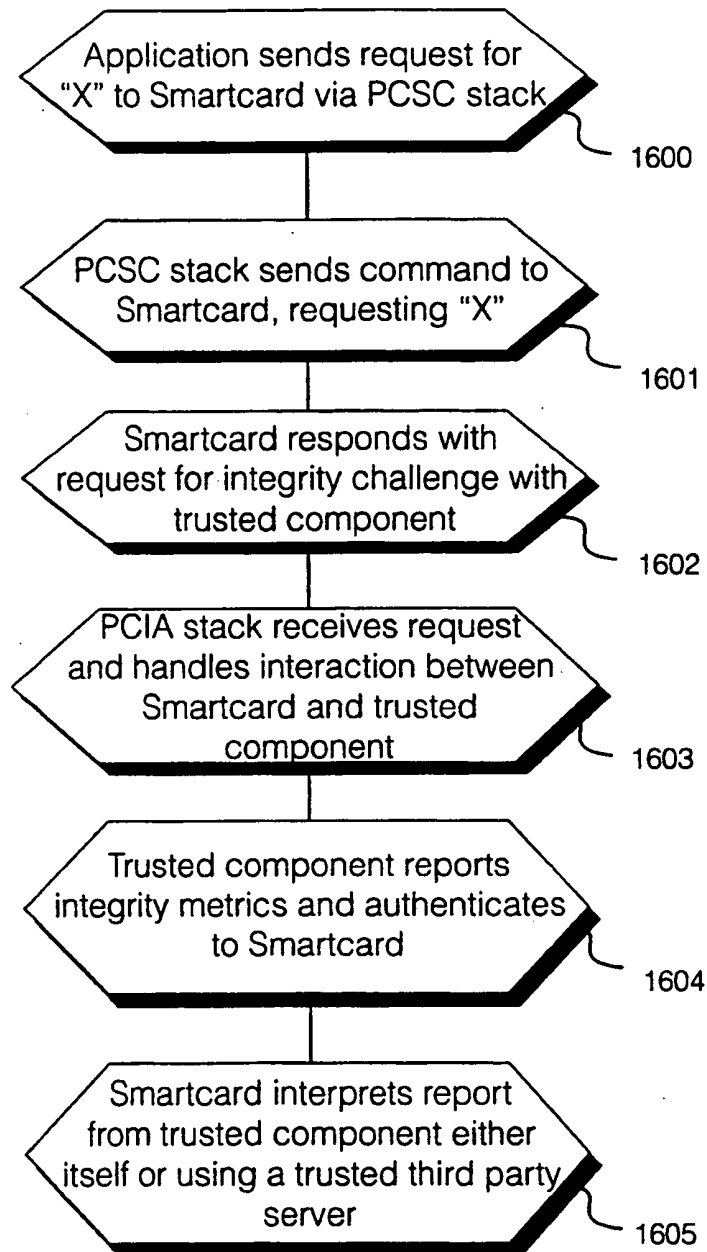 Application sends request for
"X" to Smartcard via PCSC stack
1600
PCSC stack sends command to
Smartcard, requesting "X"
1601
Smartcard responds with
request for integrity challenge with
trusted component
1602
PCIA stack receives request
and handles interaction between
Smartcard and trusted
component
1603
Trusted component reports
integrity metrics and authenticates
to Smartcard
1604
Smartcard interprets report
from trusted component either
itself or using a trusted third party
server
1605